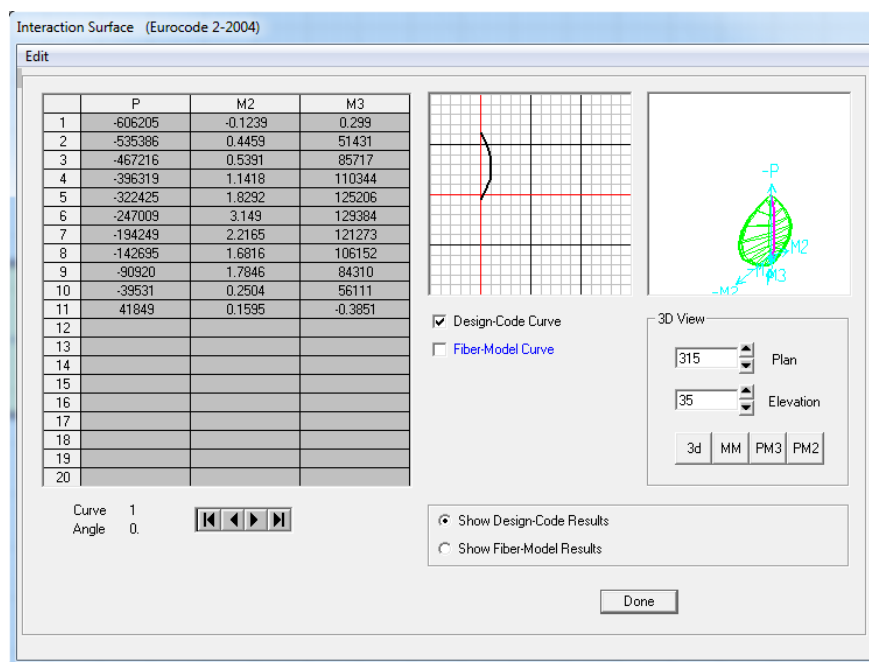 Interaction Surface (Eurocode 2-2004)
Edit
P M2 M3
1 -606205 -0.1239 0.299
2 -535386 0.4459 51431
3 -467216 0.5391 85717
4 -396319 1.1418 110344
5 -322425 1.8292 125206
6 -247009 3.149 129384
7 -194249 2.2165 121273
8 -142695 1.6816 106152
9 -90920 1.7846 84310
10 -39531 0.2504 56111
11 41849 0.1595 -0.3851
12
13
14
15
16
17
18
19
20
Curve 1
Angle 0.
-P
M2
M3
-M2
Design-Code Curve
Fiber-Model Curve
3D View
315 Plan
35 Elevation
3d MM PM3 PM2
Show Design-Code Results
Show Fiber-Model Results
Done